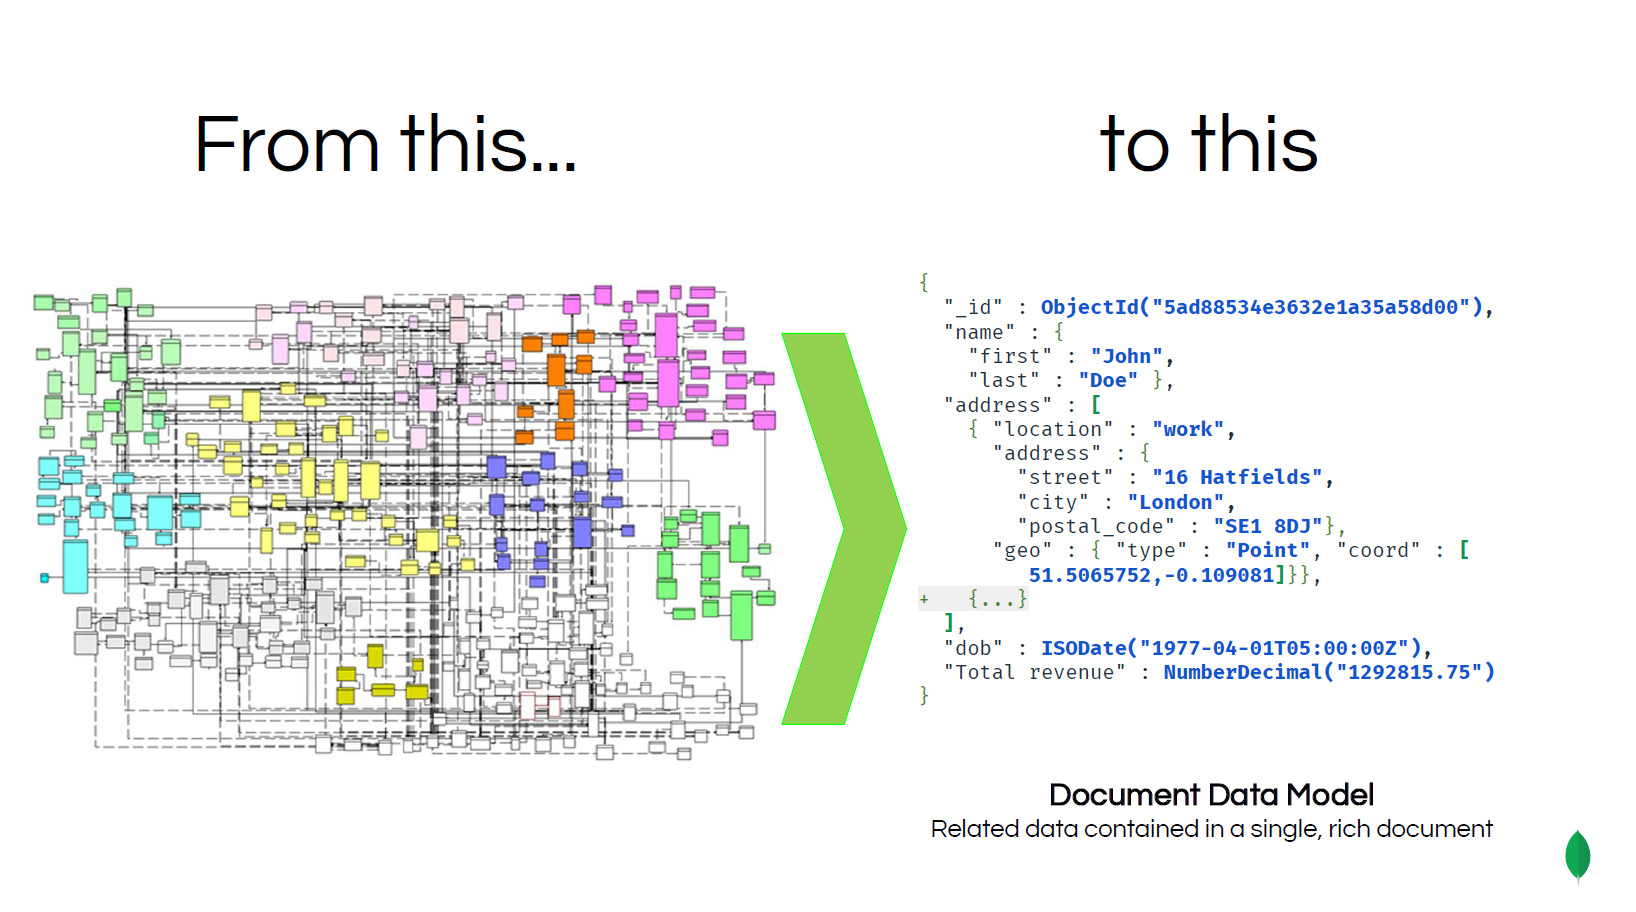 From this...
to this
{
"_id" : ObjectId("5ad88534e3632e1a35a58d00"),
"name" : {
"first" : "John",
"last" : "Doe" },
"address" : [
{ "location" : "work",
"address" : {
"street" : "16 Hatfields",
"city" : "London",
"postal_code" : "SE1 8DJ"},
"geo" : { "type" : "Point", "coord" : [
51.5065752,-0.109081]}},
+ {...}
],
"dob" : ISODate("1977-04-01T05:00:00Z"),
"Total revenue" : NumberDecimal("1292815.75")
}
Document Data Model
Related data contained in a single, rich document